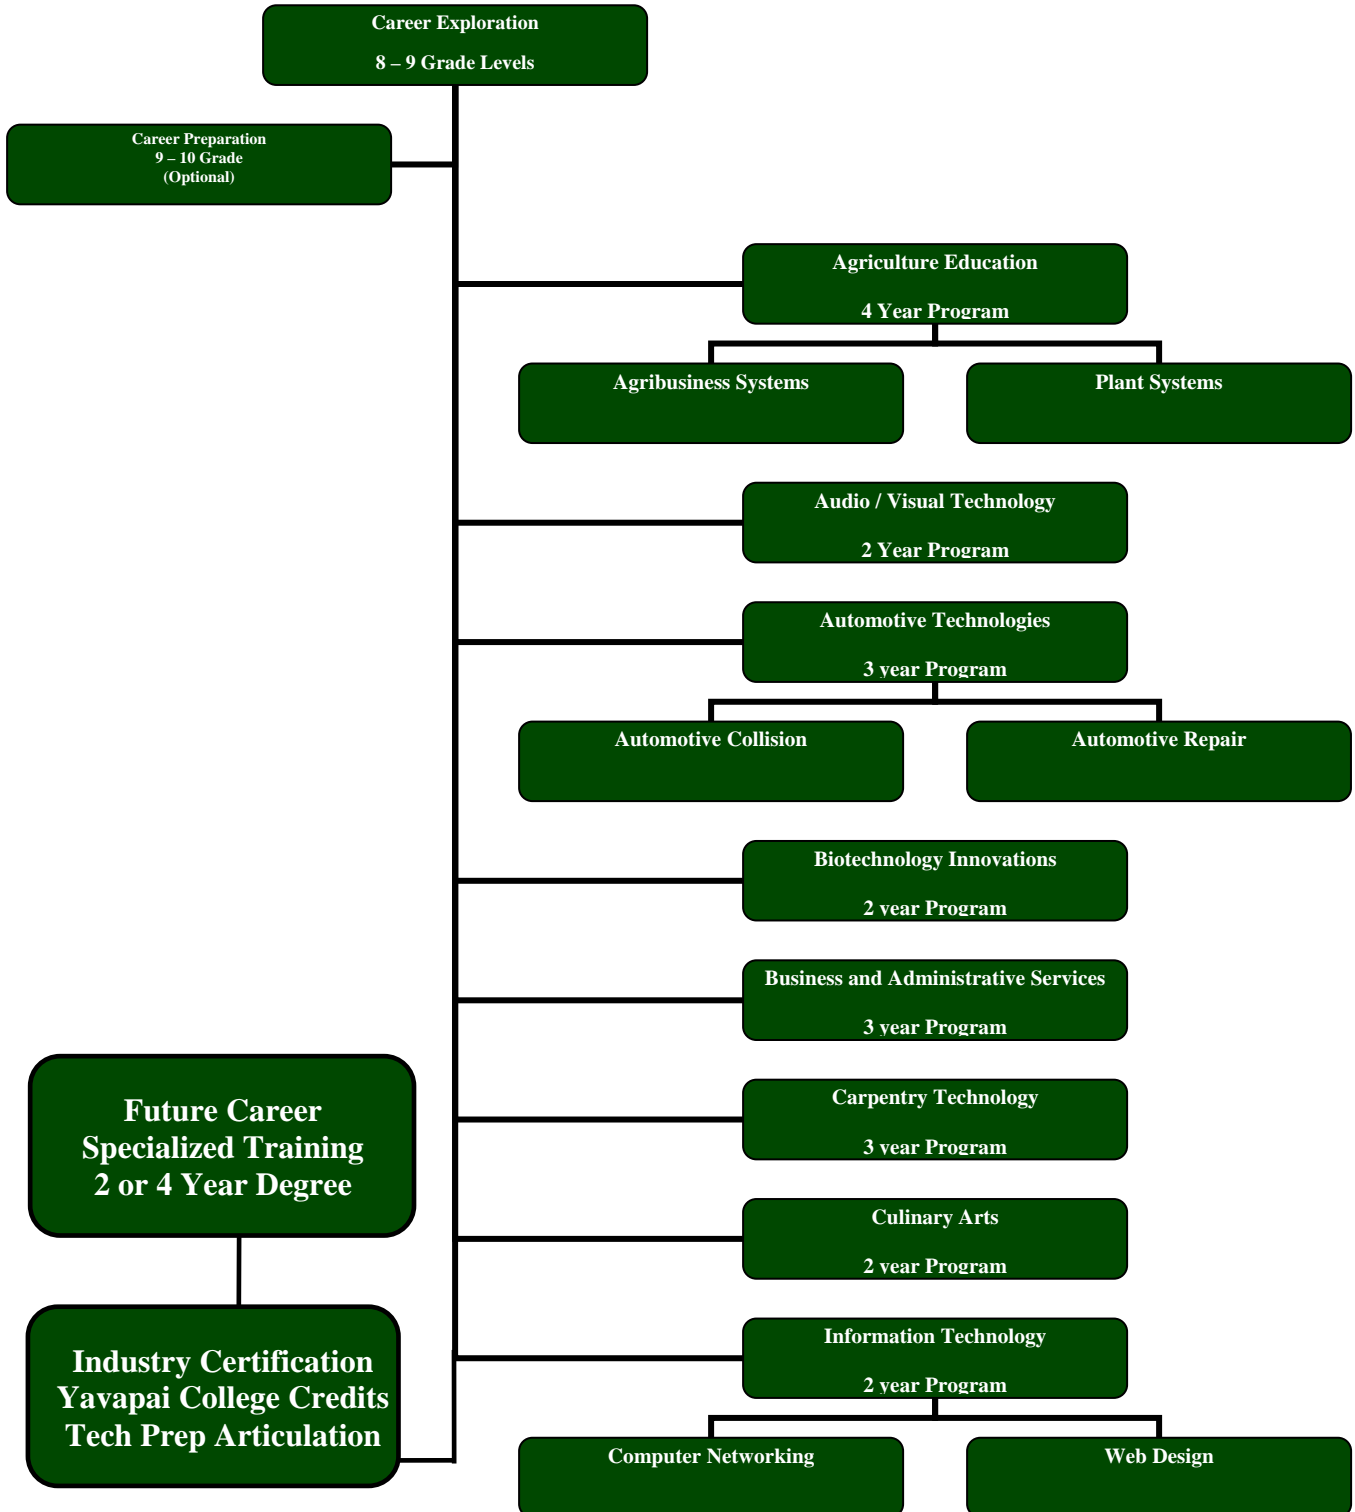 Career Exploration
8 – 9 Grade Levels
Career Preparation
9 – 10 Grade
(Optional)
Agriculture Education
4 Year Program
Agribusiness Systems
Plant Systems
Audio / Visual Technology
2 Year Program
Automotive Technologies
3 year Program
Automotive Collision
Automotive Repair
Biotechnology Innovations
2 year Program
Business and Administrative Services
3 year Program
Carpentry Technology
3 year Program
Culinary Arts
2 year Program
Information Technology
2 year Program
Computer Networking
Web Design
Future Career
Specialized Training
2 or 4 Year Degree
Industry Certification
Yavapai College Credits
Tech Prep Articulation